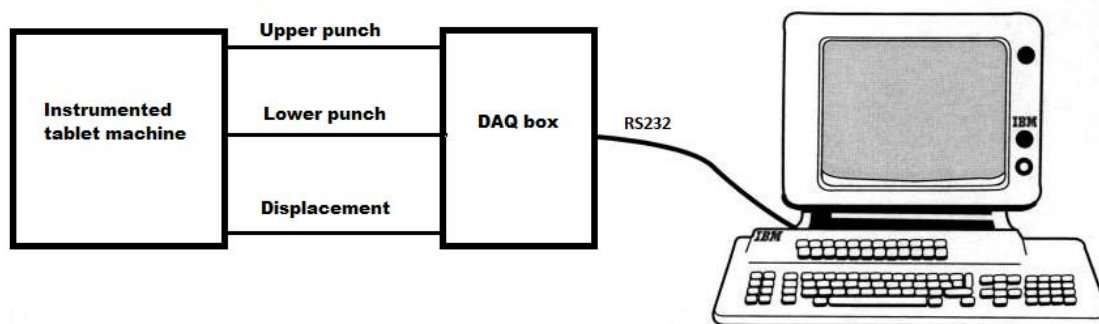 Upper punch
Instrumented
tablet machine
Lower punch
DAQ box
RS232
Displacement
IBM
IBM